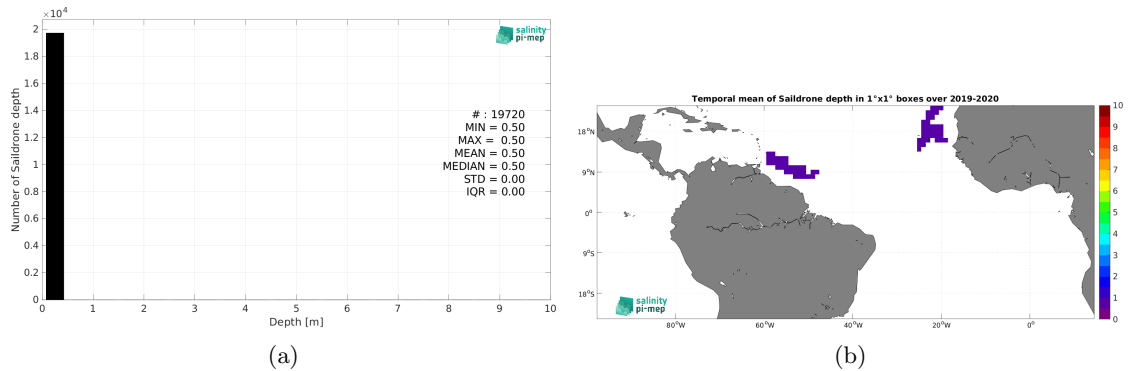 ×10⁴
2
1.8
1.6
1.4
1.2
1
0.8
0.6
0.4
0.2
0
Number of Saildrone depth
salinity
pi-mep
# : 19720
MIN = 0.50
MAX = 0.50
MEAN = 0.50
MEDIAN = 0.50
STD = 0.00
IQR = 0.00
0 1 2 3 4 5 6 7 8 9 10
Depth [m]
(a)
Temporal mean of Saildrone depth in 1°x1° boxes over 2019-2020
18°N
9°N
0°
9°S
18°S
salinity
pi-mep
80°W 60°W 40°W 20°W 0°
10
9
8
7
6
5
4
3
2
1
0
(b)